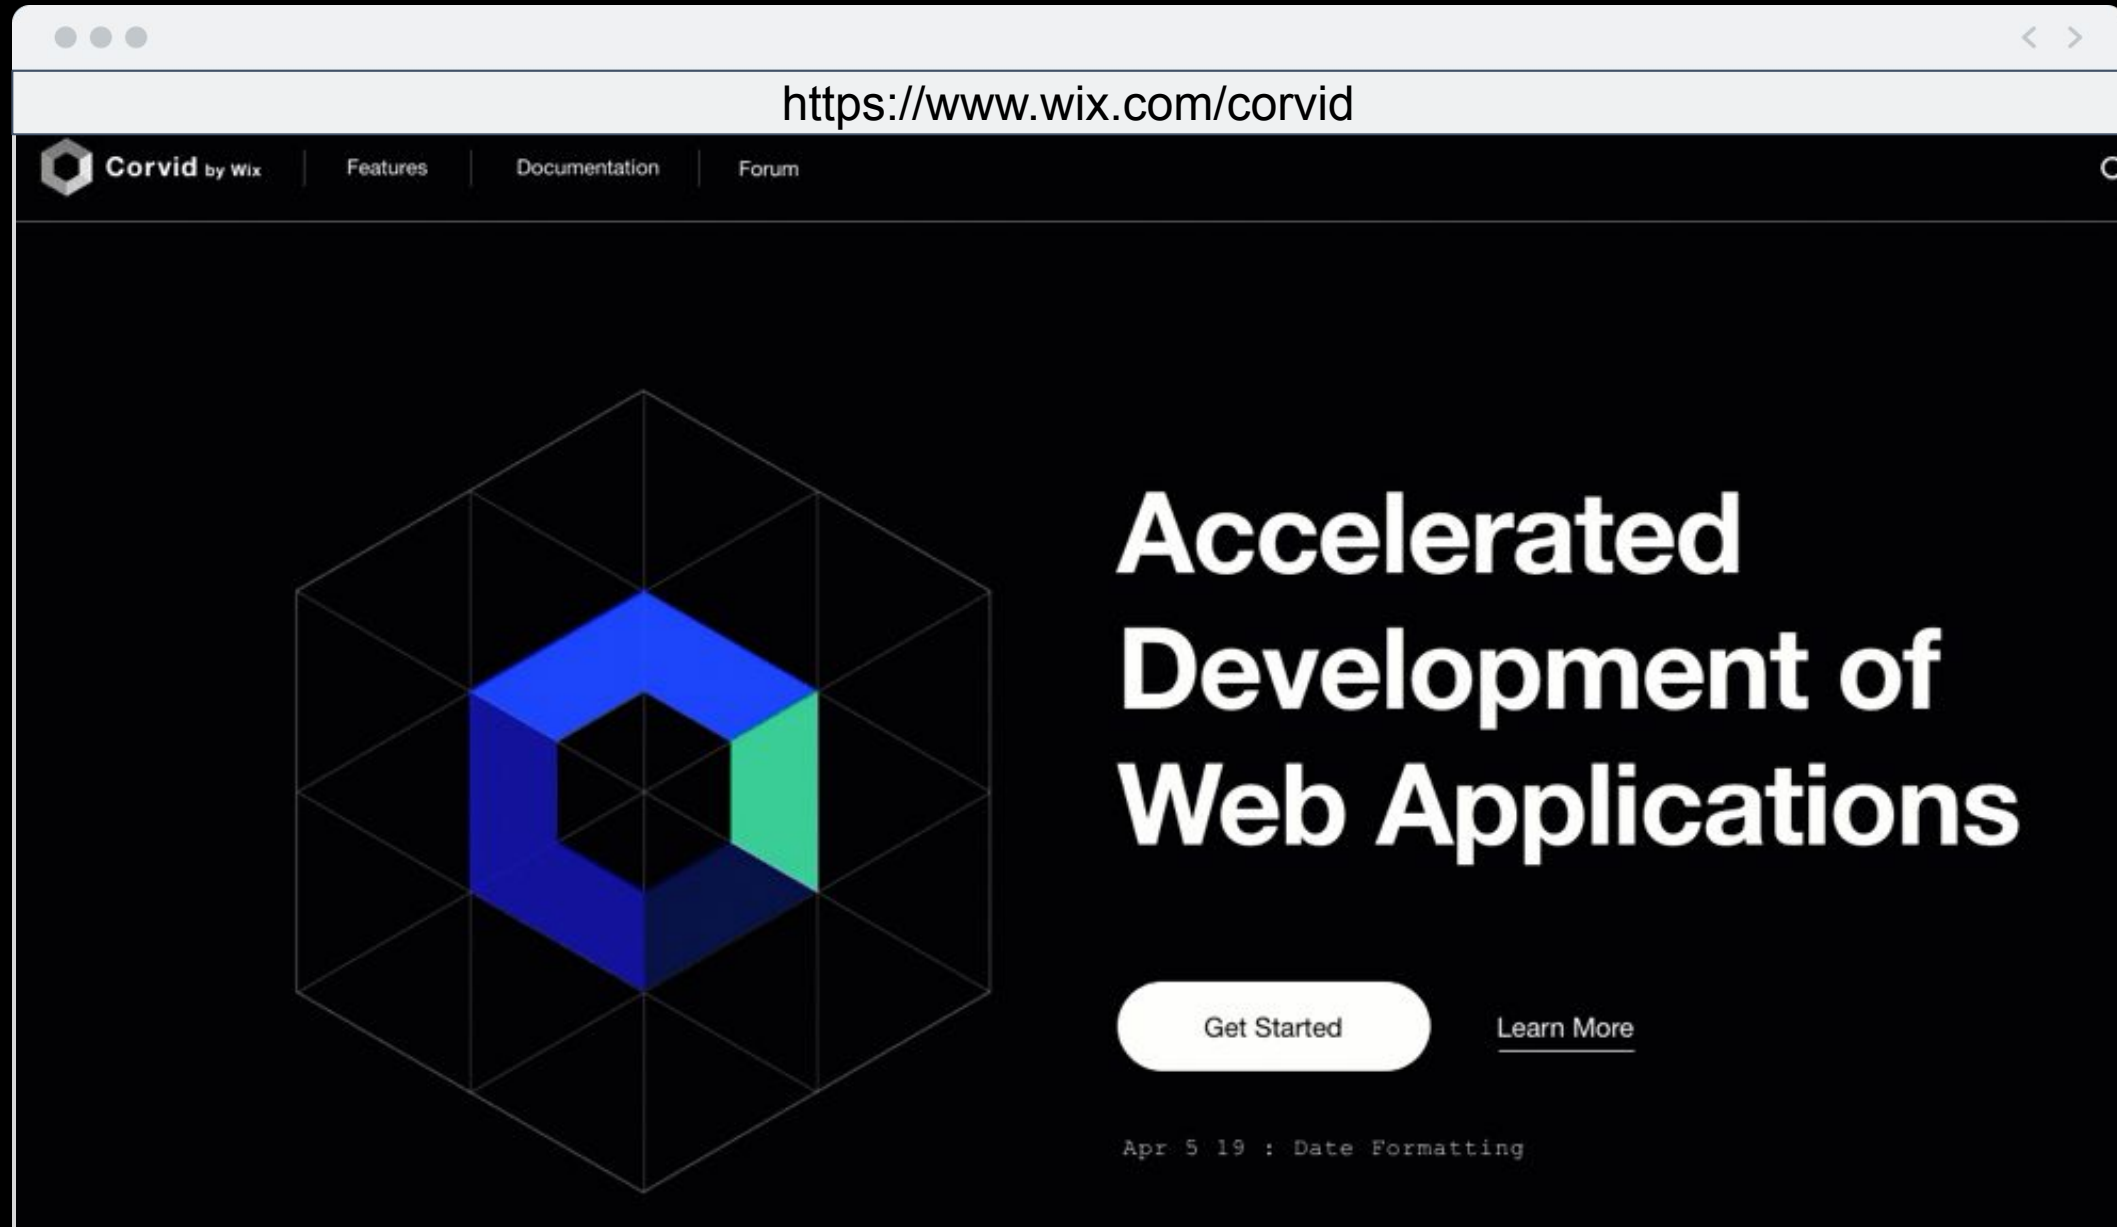 https://www.wix.com/corvid
Corvid by Wix Features Documentation Forum
Accelerated
Development of
Web Applications
Get Started Learn More
Apr 5 19 : Date Formatting